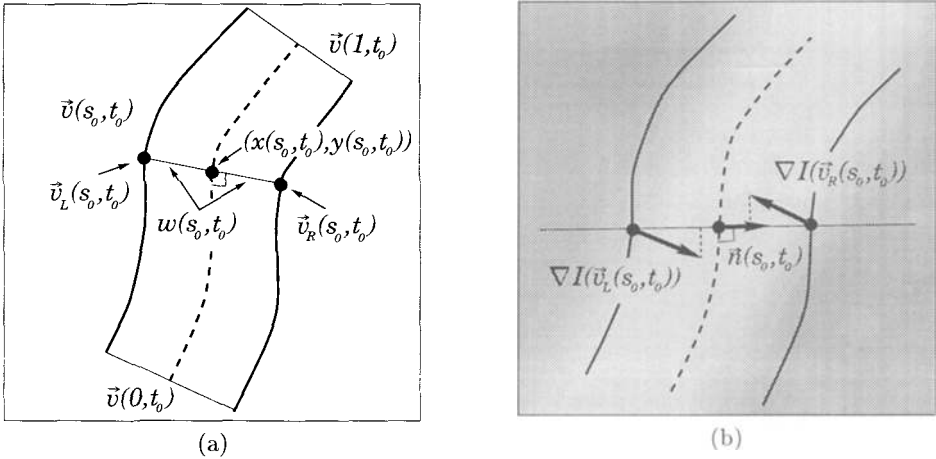 v⃗(1,t₀)
v⃗(s₀,t₀)
(x(s₀,t₀),y(s₀,t₀))
v⃗_L(s₀,t₀)
w(s₀,t₀)
v⃗_R(s₀,t₀)
v⃗(0,t₀)
(a)
∇I(v⃗_R(s₀,t₀))
n⃗(s₀,t₀)
∇I(v⃗_L(s₀,t₀))
(b)